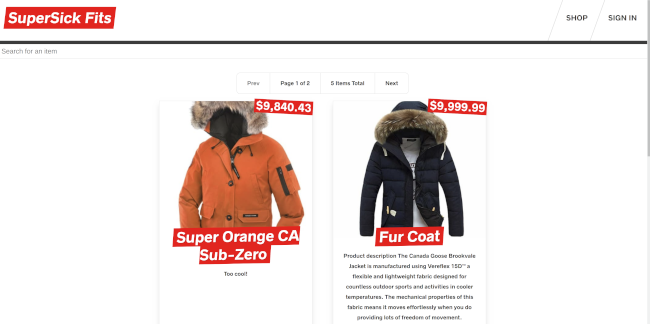 SuperSick Fits
SHOP
SIGN IN
Search for an item
Prev
Page 1 of 2
5 Items Total
Next
$9,840.43
Super Orange CA
Sub-Zero
Too cool!
$9,999.99
Fur Coat
Product description The Canada Goose Brookvale
Jacket is manufactured using Vereflex 15D™ a
flexible and lightweight fabric designed for
countless outdoor sports and activities in cooler
temperatures. The mechanical properties of this
fabric means it moves effortlessly when you do
providing lots of freedom of movement.